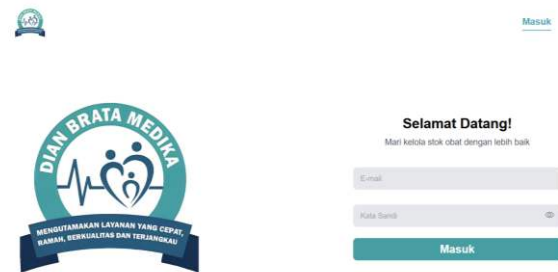 Masuk
DIAN BRATA MEDIKA
MENGUTAMAKAN LAYANAN YANG CEPAT,
RAMAH, BERKUALITAS DAN TERJANGKAU
Selamat Datang!
Mari kelola stok obat dengan lebih baik
E-mail
Kata Sandi
Masuk